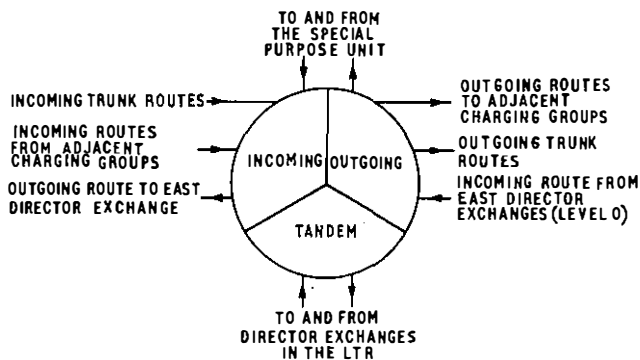 TO AND FROM
THE SPECIAL
PURPOSE UNIT
INCOMING TRUNK ROUTES
INCOMING ROUTES
FROM ADJACENT
CHARGING GROUPS
OUTGOING ROUTE TO EAST
DIRECTOR EXCHANGE
INCOMING
OUTGOING
TANDEM
OUTGOING ROUTES
TO ADJACENT
CHARGING GROUPS
OUTGOING TRUNK
ROUTES
INCOMING ROUTE FROM
EAST DIRECTOR
EXCHANGES (LEVEL 0)
TO AND FROM
DIRECTOR EXCHANGES
IN THE LTR